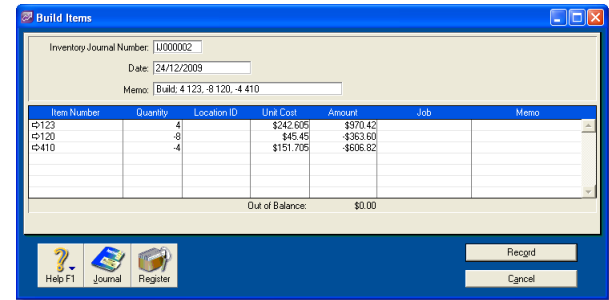 Build Items
Inventory Journal Number: IJ000002
Date: 24/12/2009
Memo: Build; 4 123, -8 120, -4 410
Item Number Quantity Location ID Unit Cost Amount Job Memo
123 4 $242.605 $970.42
120 -8 $45.45 -$363.60
410 -4 $151.705 -$606.82
Out of Balance: $0.00
Help F1 Journal Register
Record
Cancel